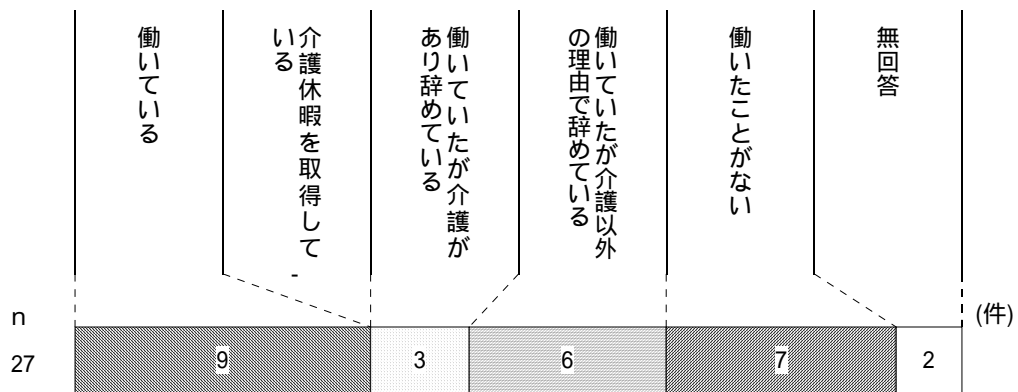 働いている
介護休暇を取得して
いる
働いていたが介護が
あり辞めている
働いていたが介護以外
の理由で辞めている
働いたことがない
無回答
-
n
(件)
27
9
3
6
7
2